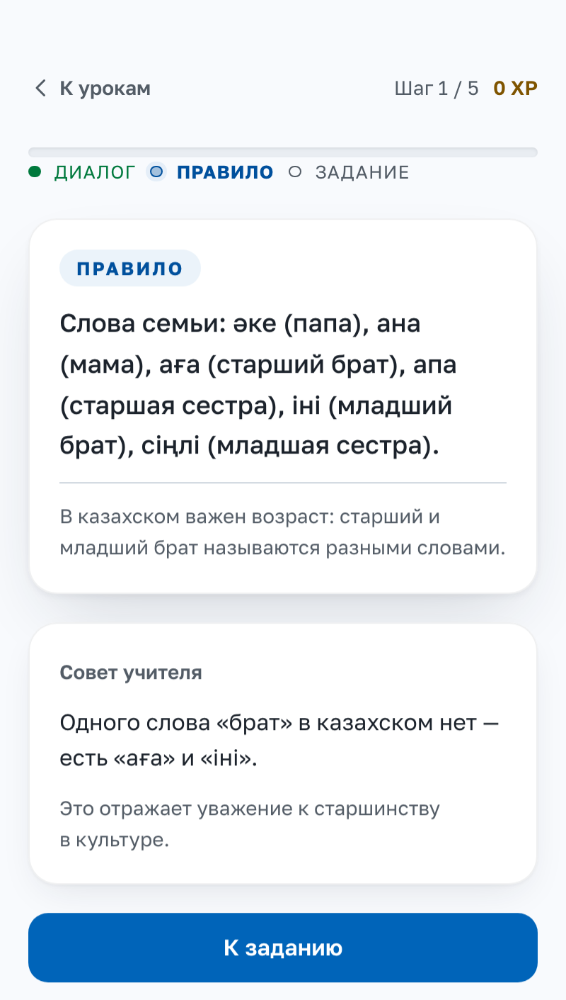 К урокам
Шаг 1 / 5 0 XP
ДИАЛОГ ПРАВИЛО ЗАДАНИЕ
ПРАВИЛО
Слова семьи: әке (папа), ана
(мама), аға (старший брат), апа
(старшая сестра), іні (младший
брат), сіңлі (младшая сестра).
В казахском важен возраст: старший и
младший брат называются разными словами.
Совет учителя
Одного слова «брат» в казахском нет —
есть «аға» и «іні».
Это отражает уважение к старшинству
в культуре.
К заданию